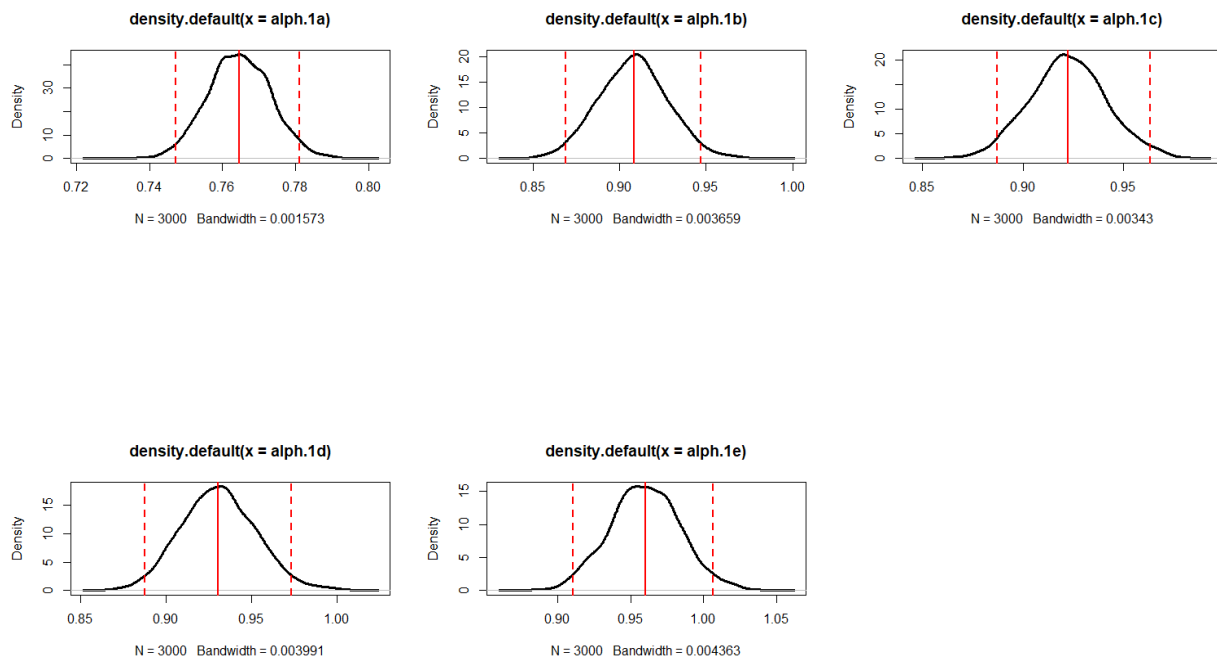 density.default(x = alph.1a)
density.default(x = alph.1b)
density.default(x = alph.1c)
Density
10
30
0
0.72 0.74 0.76 0.78 0.80
N = 3000 Bandwidth = 0.001573
Density
0
5
10
15
20
0.85 0.90 0.95 1.00
N = 3000 Bandwidth = 0.003659
Density
0
5
10
20
0.85 0.90 0.95
N = 3000 Bandwidth = 0.00343
density.default(x = alph.1d)
density.default(x = alph.1e)
Density
0
5
10
15
0.85 0.90 0.95 1.00
N = 3000 Bandwidth = 0.003991
Density
0
5
10
15
0.90 0.95 1.00 1.05
N = 3000 Bandwidth = 0.004363